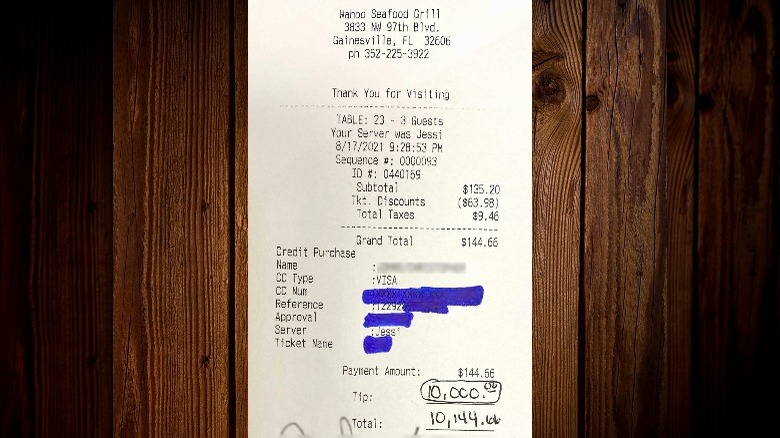 Wahoo Seafood Grill
3833 NW 97th Blvd.
Gainesville, FL 32606
ph 352-225-3922
Thank You for Visiting
TABLE: 23 - 3 Guests
Your Server was Jessi
8/17/2021 9:28:53 PM
Sequence #: 0000093
ID #: 0440169
Subtotal $135.20
Tkt. Discounts ($63.98)
Total Taxes $9.46
Grand Total $144.66
Credit Purchase
Name :
CC Type :VISA
CC Num
Reference :12292
Approval
Server :Jessi
Ticket Name
Payment Amount: $144.66
Tip: 10,000.00
Total: 10,144.66